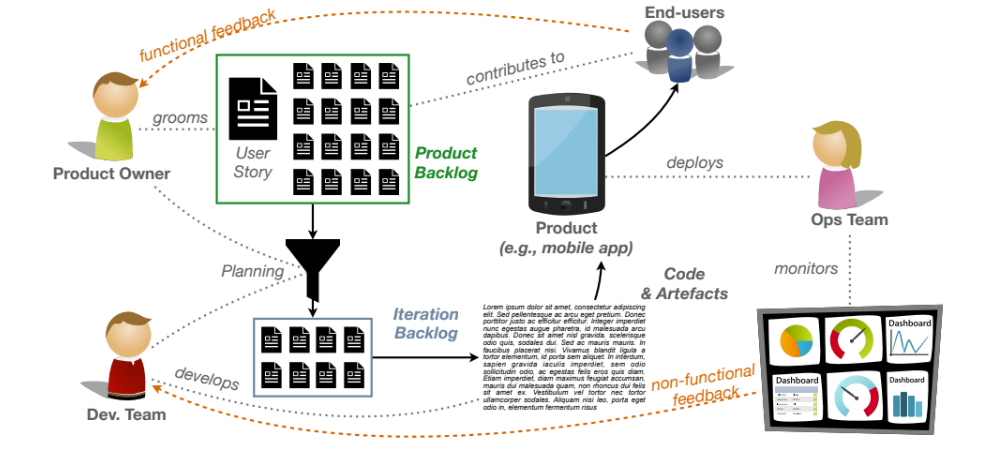 End-users
functional feedback
contributes to
grooms
User
Story
Product
Backlog
Product Owner
deploys
Ops Team
Product
(e.g., mobile app)
Planning
monitors
Code
& Artefacts
Iteration
Backlog
Lorem ipsum dolor sit amet, consectetur adipiscing
elit. Sed pellentesque ac arcu eget pretium. Donec
porttitor justo ac efficitur efficitur. Integer imperdiet
nunc egestas augue pharetra, id malesuada arcu
dapibus. Donec sit amet nisl gravida, scelerisque
odio quis, sodales dui. Sed ac mauris mauris. In
faucibus placerat nisi. Vivamus blandit ligula a
tortor elementum, id porta sem aliquet. In interdum,
sapien gravida iaculis imperdiet, sem odio
sollicitudin odio, ac egestas felis eros quis diam.
Etiam imperdiet, diam maximus feugiat accumsan,
mauris dui malesuada quam, non rhoncus dui felis
sit amet ex. Vestibulum vel tortor nec tortor
ullamcorper sodales. Aliquam nisi leo, porta eget
odio in, elementum fermentum risus
develops
Dev. Team
non-functional
feedback
Dashboard
Dashboard
Dashboard